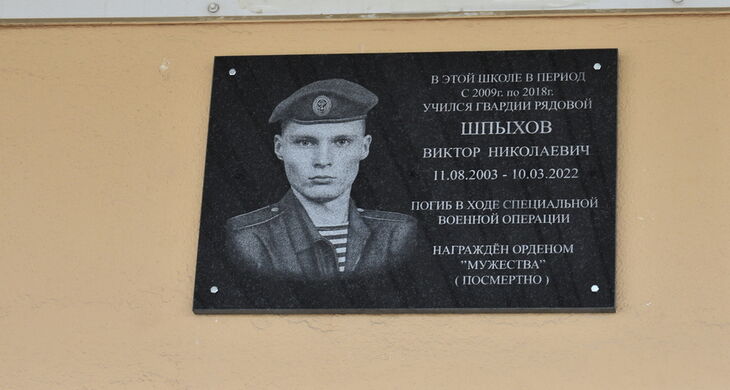 В ЭТОЙ ШКОЛЕ В ПЕРИОД
С 2009г. по 2018г.
УЧИЛСЯ ГВАРДИИ РЯДОВОЙ
ШПЫХОВ
ВИКТОР НИКОЛАЕВИЧ
11.08.2003 - 10.03.2022
ПОГИБ В ХОДЕ СПЕЦИАЛЬНОЙ
ВОЕННОЙ ОПЕРАЦИИ
НАГРАЖДЁН ОРДЕНОМ
"МУЖЕСТВА"
( ПОСМЕРТНО )